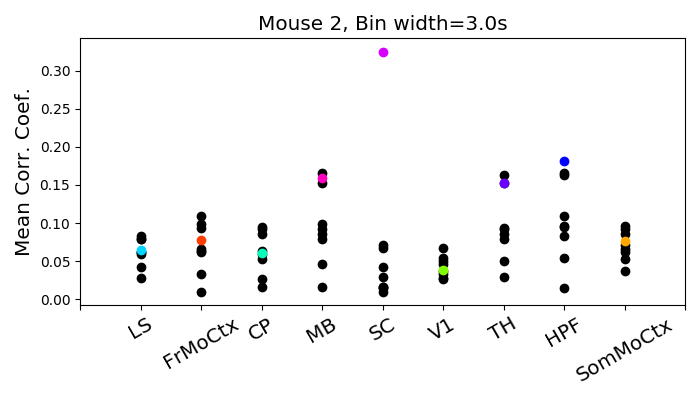 Mouse 2, Bin width=3.0s
Mean Corr. Coef.
0.30
0.25
0.20
0.15
0.10
0.05
0.00
LS
FrMoCtx
CP
MB
SC
V1
TH
HPF
SomMoCtx